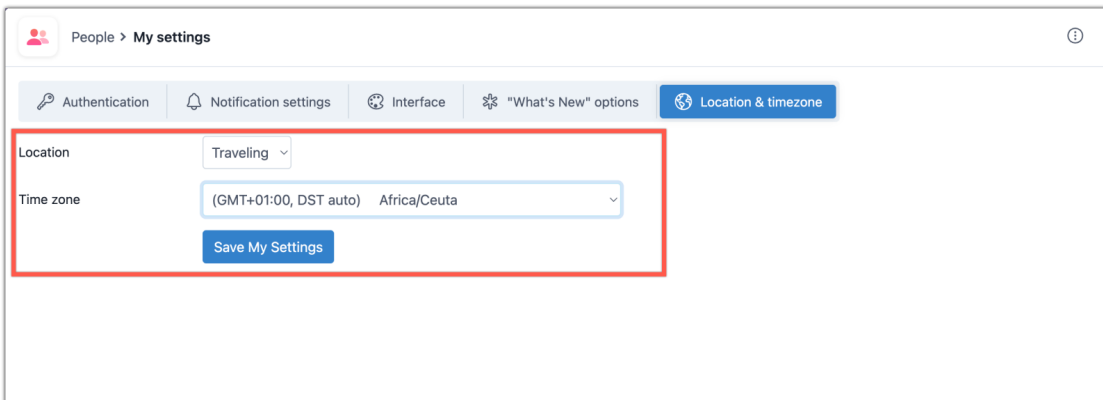 People > My settings
Authentication Notification settings Interface "What's New" options Location & timezone
Location Traveling
Time zone (GMT+01:00, DST auto) Africa/Ceuta
Save My Settings